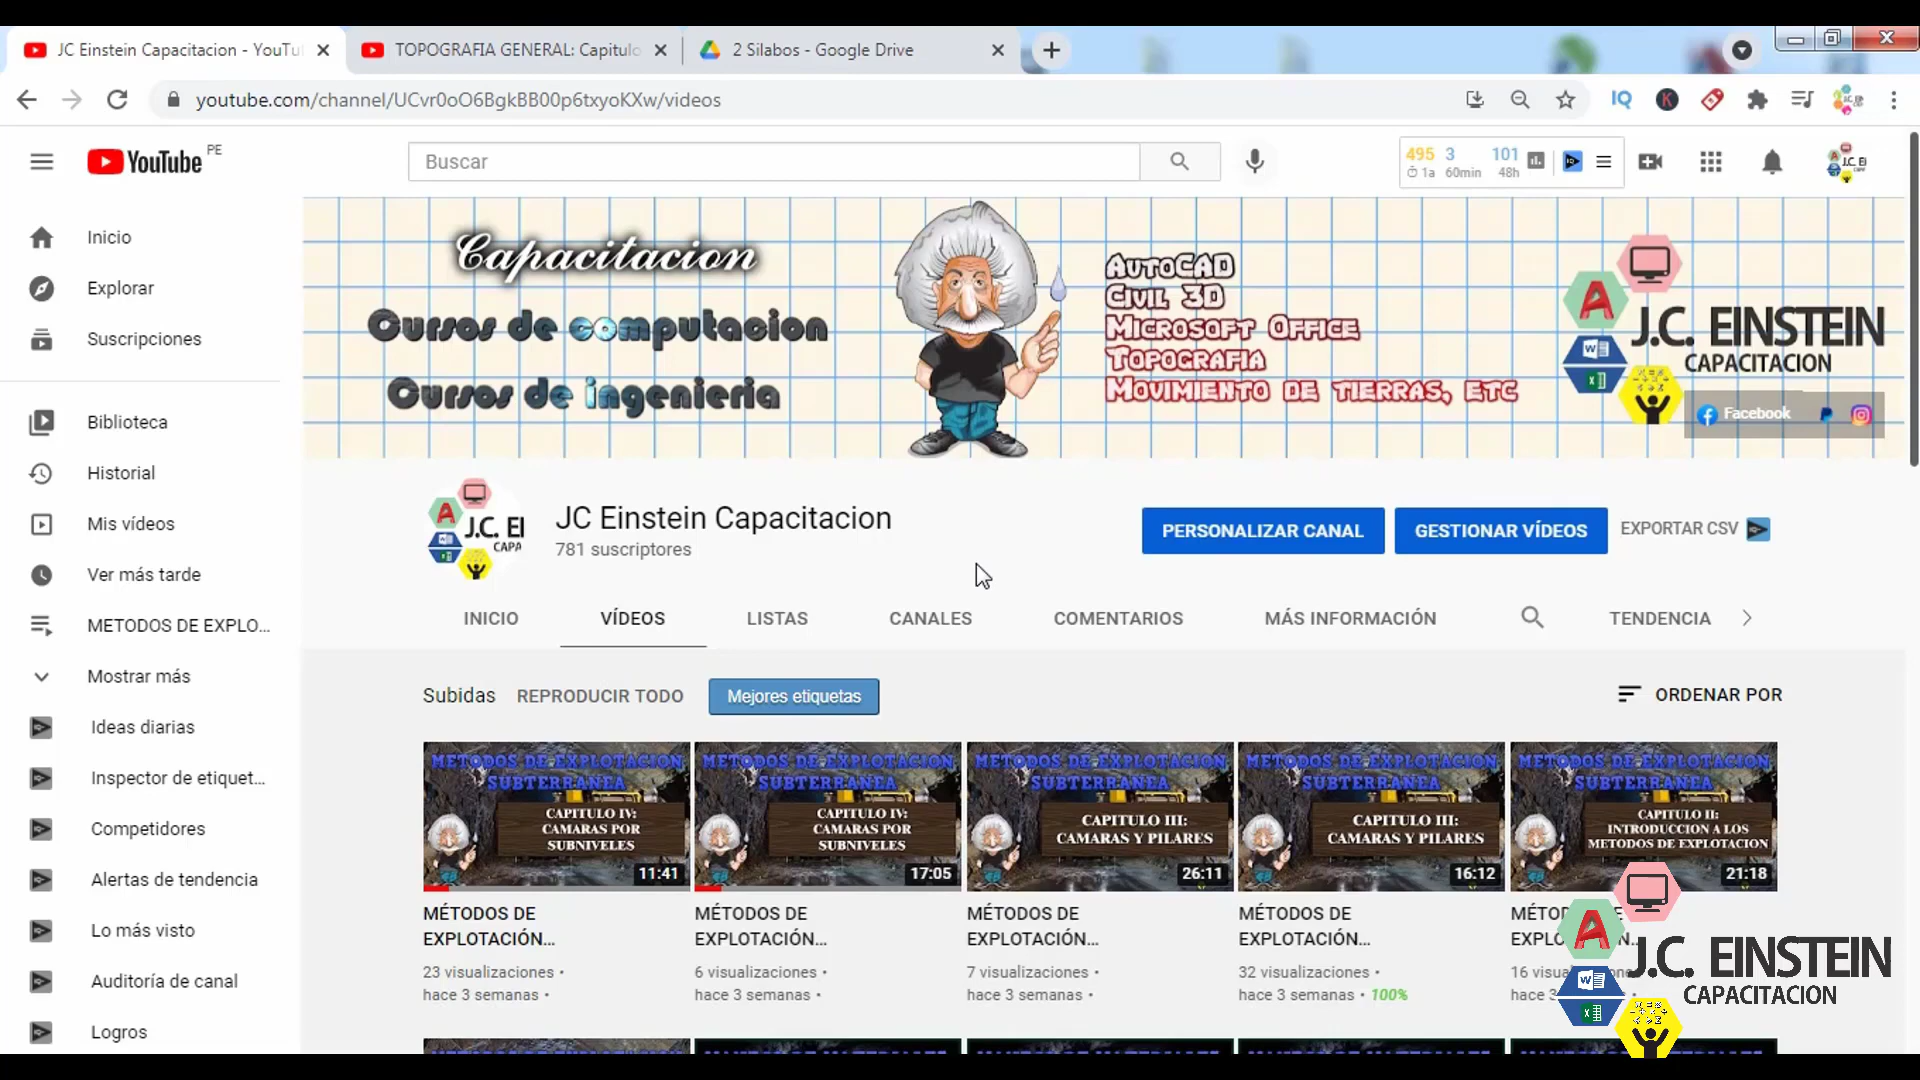 JC Einstein Capacitacion - YouTu
TOPOGRAFIA GENERAL: Capitulo
2 Silabos - Google Drive
youtube.com/channel/UCvr0oO6BgkBB00p6txyoKXw/videos
IQ
K
YouTube PE
Buscar
495 3 101
1a 60min 48h
Inicio
Explorar
Suscripciones
Biblioteca
Historial
Mis vídeos
Ver más tarde
METODOS DE EXPLO...
Mostrar más
Ideas diarias
Inspector de etiquet...
Competidores
Alertas de tendencia
Lo más visto
Auditoría de canal
Logros
Capacitacion
Cursos de computacion
Cursos de ingenieria
AutoCAD
Civil 3D
Microsoft Office
Topografia
Movimiento de tierras, etc
J.C. EINSTEIN
CAPACITACION
Facebook
J.C. EI
CAPA
JC Einstein Capacitacion
781 suscriptores
PERSONALIZAR CANAL
GESTIONAR VÍDEOS
EXPORTAR CSV
INICIO
VÍDEOS
LISTAS
CANALES
COMENTARIOS
MÁS INFORMACIÓN
TENDENCIA
Subidas
REPRODUCIR TODO
Mejores etiquetas
ORDENAR POR
METODOS DE EXPLOTACION
SUBTERRANEA
CAPITULO IV:
CAMARAS POR
SUBNIVELES
11:41
MÉTODOS DE
EXPLOTACIÓN...
23 visualizaciones •
hace 3 semanas •
METODOS DE EXPLOTACION
SUBTERRANEA
CAPITULO IV:
CAMARAS POR
SUBNIVELES
17:05
MÉTODOS DE
EXPLOTACIÓN...
6 visualizaciones •
hace 3 semanas •
METODOS DE EXPLOTACION
SUBTERRANEA
CAPITULO III:
CAMARAS Y PILARES
26:11
MÉTODOS DE
EXPLOTACIÓN...
7 visualizaciones •
hace 3 semanas •
METODOS DE EXPLOTACION
SUBTERRANEA
CAPITULO III:
CAMARAS Y PILARES
16:12
MÉTODOS DE
EXPLOTACIÓN...
32 visualizaciones •
hace 3 semanas • 100%
METODOS DE EXPLOTACION
SUBTERRANEA
CAPITULO II:
INTRODUCCION A LOS
METODOS DE EXPLOTACION
21:18
16
hace 3
J.C. EINSTEIN
CAPACITACION